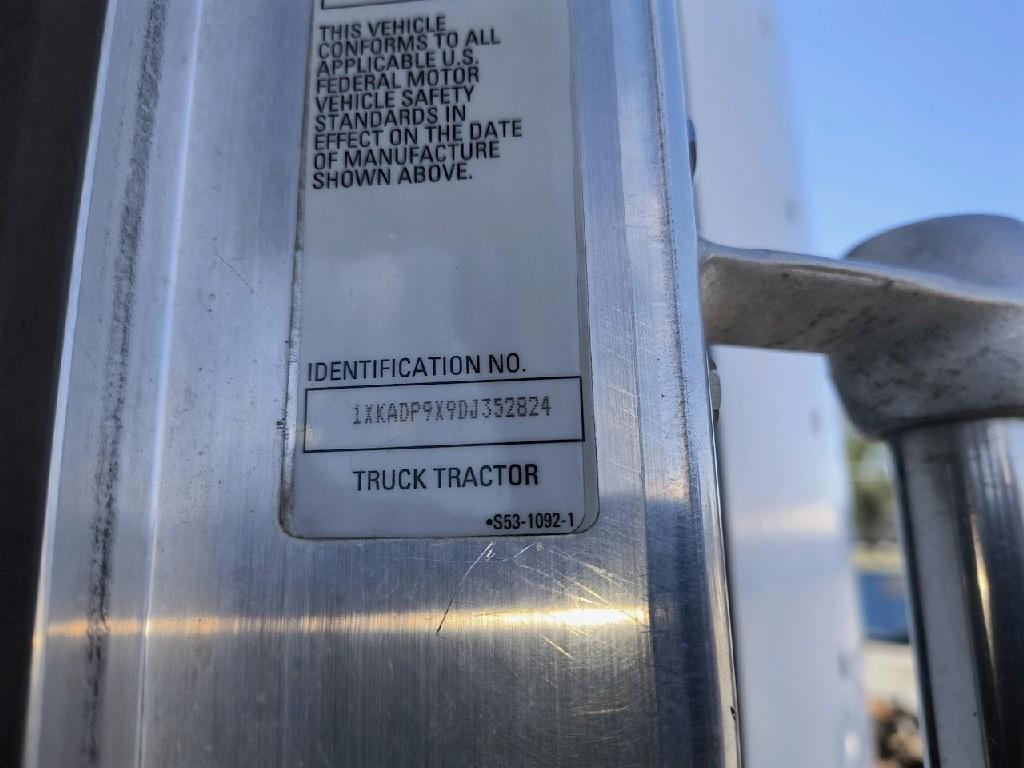 THIS VEHICLE
CONFORMS TO ALL
APPLICABLE U.S.
FEDERAL MOTOR
VEHICLE SAFETY
STANDARDS IN
EFFECT ON THE DATE
OF MANUFACTURE
SHOWN ABOVE.
IDENTIFICATION NO.
1XKADP9X9DJ352824
TRUCK TRACTOR
•S53-1092-1